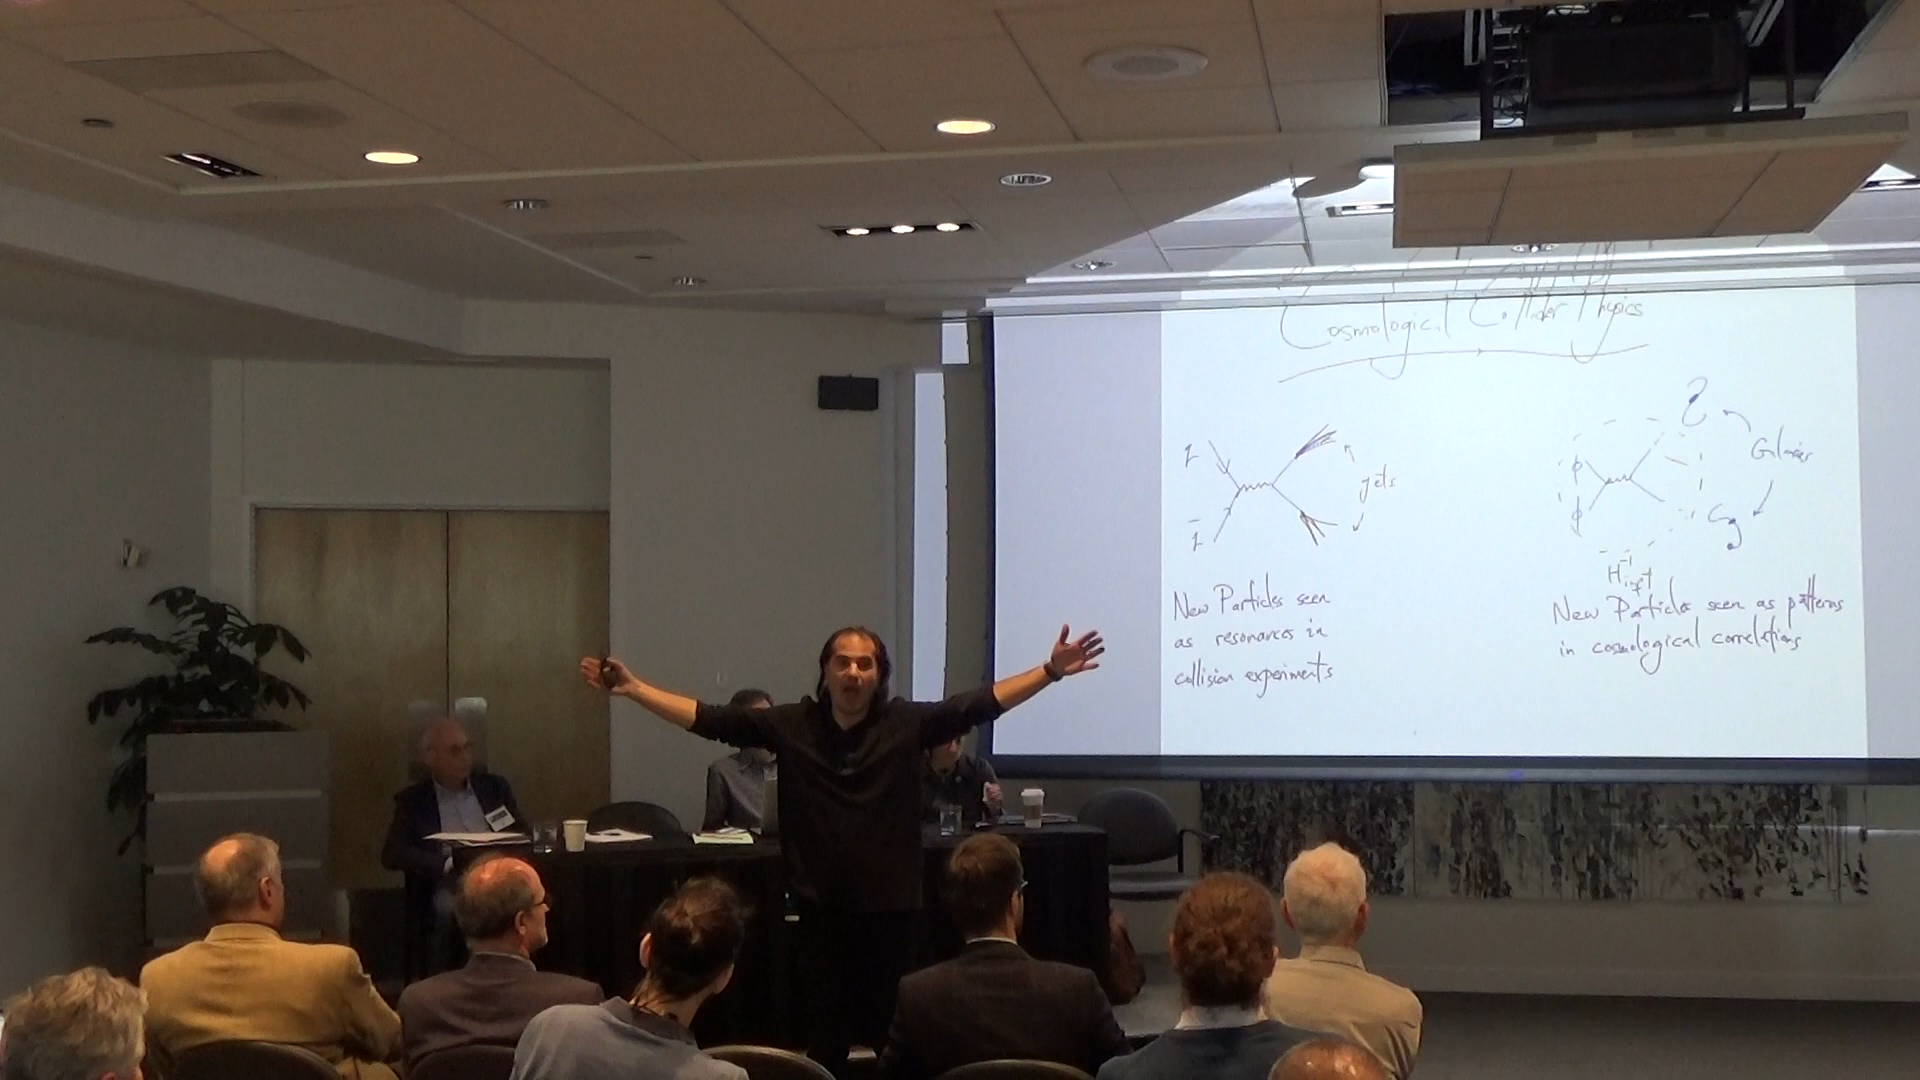 Cosmological Collider Physics
q
q̄
jets
New Particles seen
as resonances in
collision experiments
φ
φ
Galaxies
H⁻¹inft
New Particles seen as patterns
in cosmological correlations